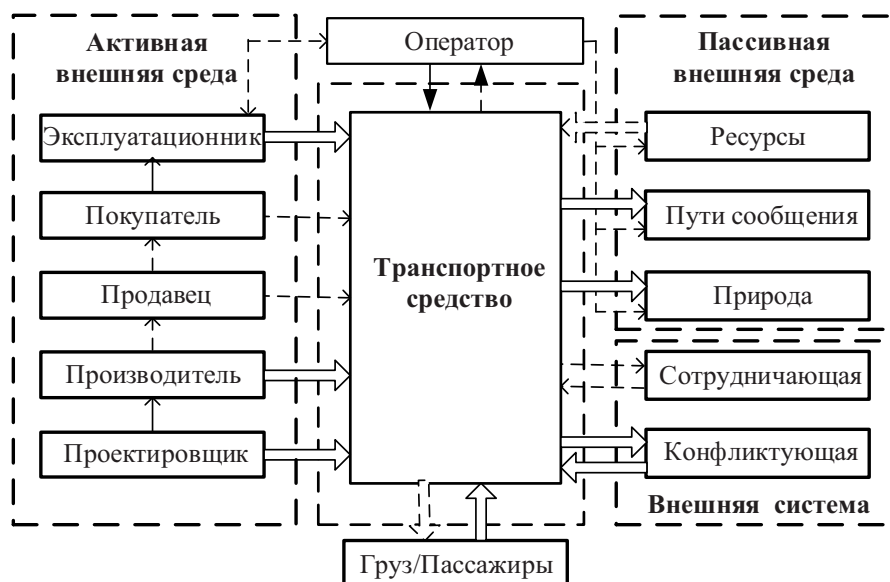 Активная
внешняя среда
Эксплуатационник
Покупатель
Продавец
Производитель
Проектировщик
Оператор
Транспортное
средство
Груз/Пассажиры
Пассивная
внешняя среда
Ресурсы
Пути сообщения
Природа
Сотрудничающая
Конфликтующая
Внешняя система